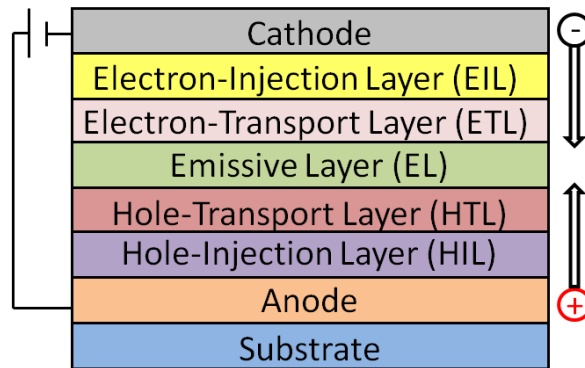 Cathode
-
Electron-Injection Layer (EIL)
Electron-Transport Layer (ETL)
Emissive Layer (EL)
Hole-Transport Layer (HTL)
Hole-Injection Layer (HIL)
Anode
+
Substrate